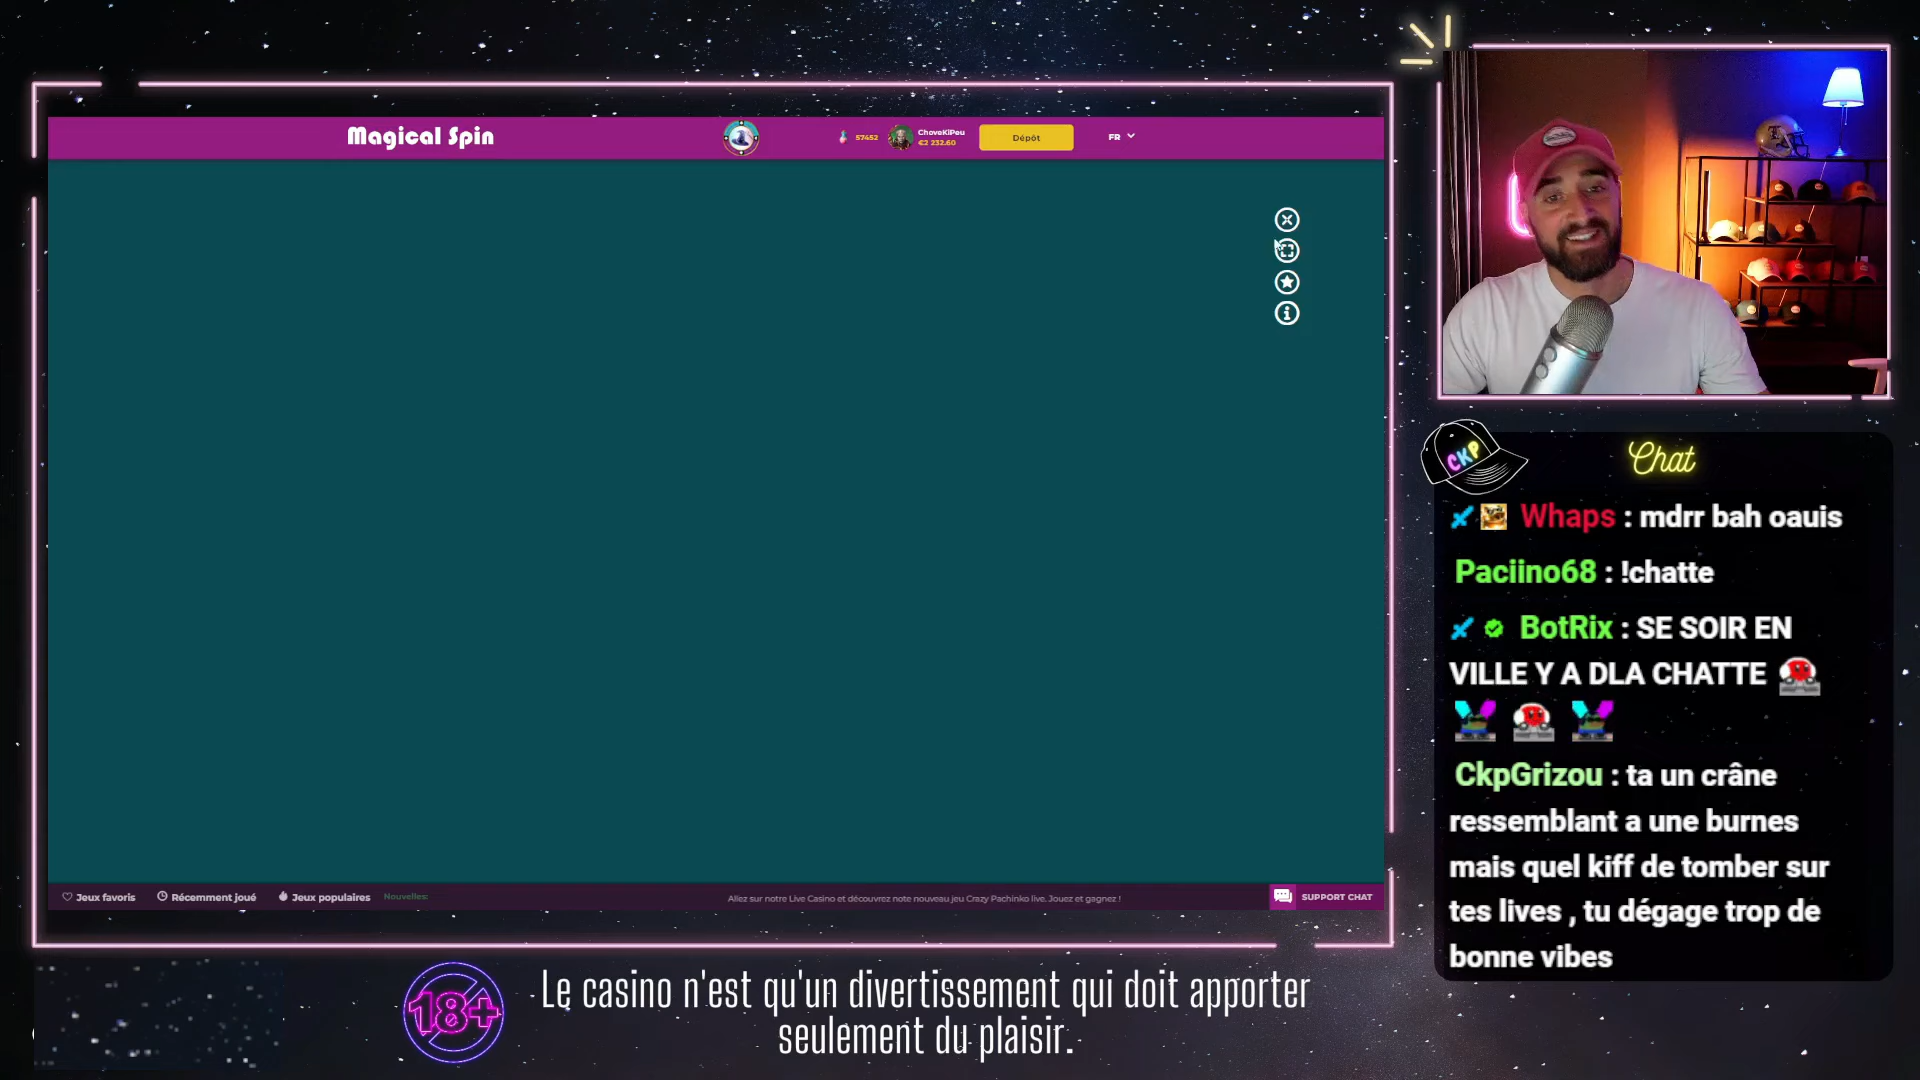 Magical Spin
57452
ChoveKiPeu
€2 232.60
Dépôt
FR
Jeux favoris
Récemment joué
Jeux populaires
Nouvelles:
Allez sur notre Live Casino et découvrez note nouveau jeu Crazy Pachinko live. Jouez et gagnez !
SUPPORT CHAT
18+
Le casino n'est qu'un divertissement qui doit apporter
seulement du plaisir.
CKP
Chat
Whaps : mdrr bah oauis
Paciino68 : !chatte
BotRix : SE SOIR EN
VILLE Y A DLA CHATTE
CkpGrizou : ta un crâne
ressemblant a une burnes
mais quel kiff de tomber sur
tes lives , tu dégage trop de
bonne vibes